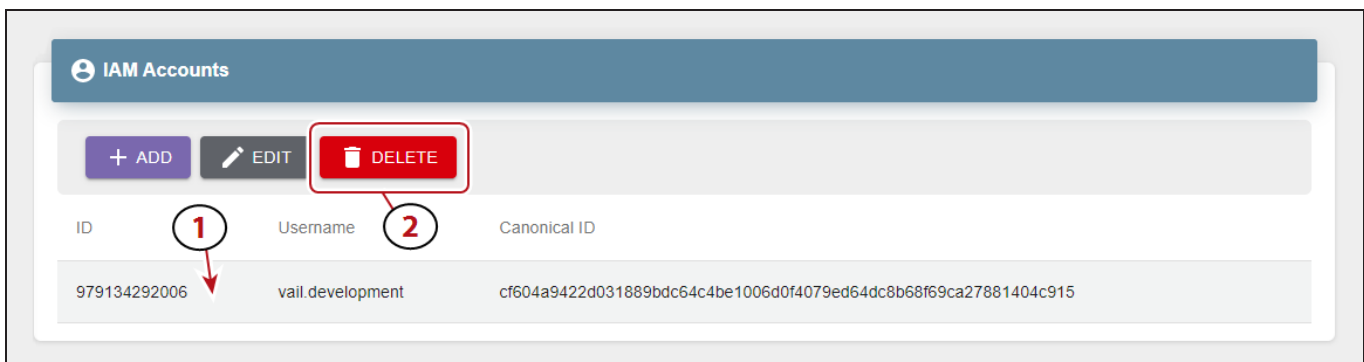 IAM Accounts
ADD EDIT DELETE
ID 1 Username 2 Canonical ID
979134292006 vail.development cf604a9422d031889bdc64c4be1006d0f4079ed64dc8b68f69ca27881404c915